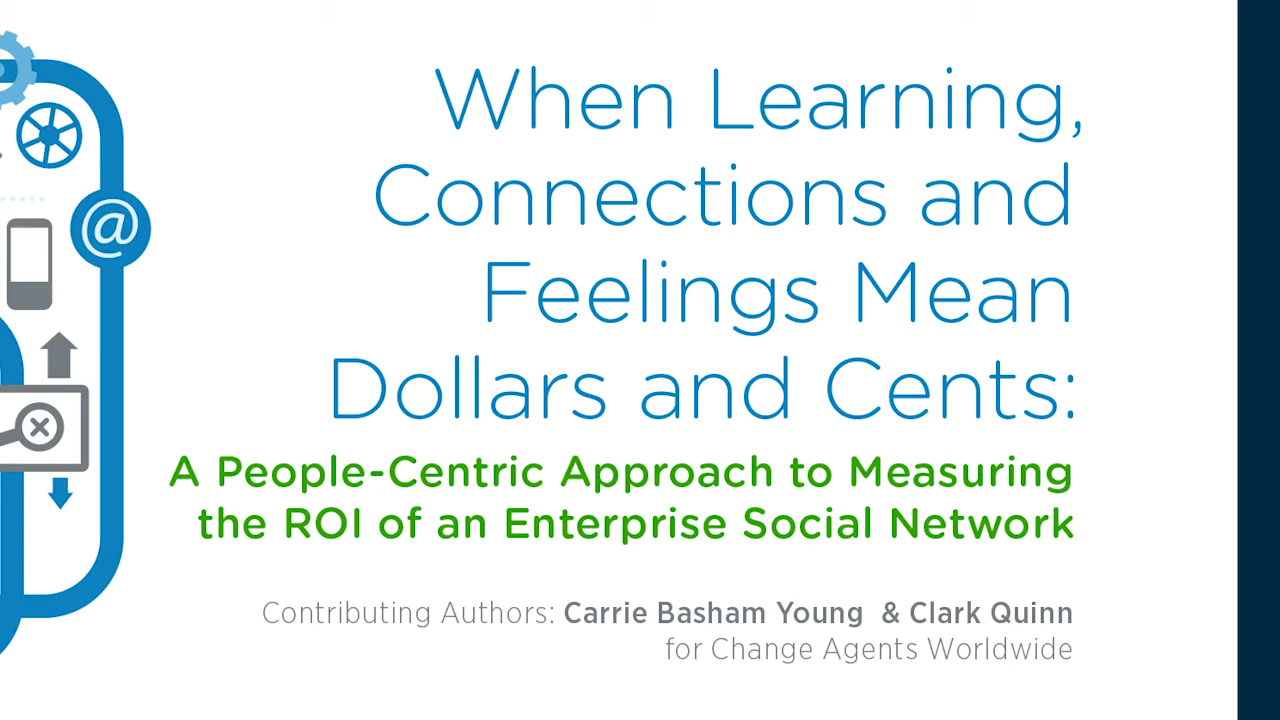 When Learning,
Connections and
Feelings Mean
Dollars and Cents:
A People-Centric Approach to Measuring
the ROI of an Enterprise Social Network
Contributing Authors: Carrie Basham Young & Clark Quinn
for Change Agents Worldwide
@